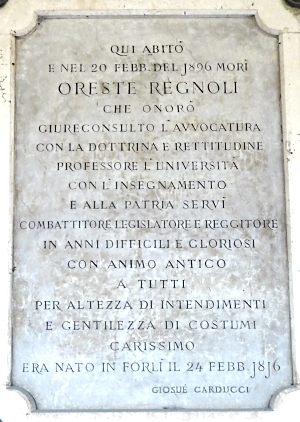 QUI ABITÒ
E NEL 20 FEBB. DEL 1896 MORÌ
ORESTE REGNOLI
CHE ONORÒ
GIURECONSULTO L'AVVOCATURA
CON LA DOTTRINA E RETTITUDINE
PROFESSORE L'UNIVERSITÀ
CON L'INSEGNAMENTO
E ALLA PATRIA SERVÌ
COMBATTITORE LEGISLATORE E REGGITORE
IN ANNI DIFFICILI E GLORIOSI
CON ANIMO ANTICO
A TUTTI
PER ALTEZZA DI INTENDIMENTI
E GENTILEZZA DI COSTUMI
CARISSIMO
ERA NATO IN FORLÌ IL 24 FEBB. 1816
GIOSUÈ CARDUCCI